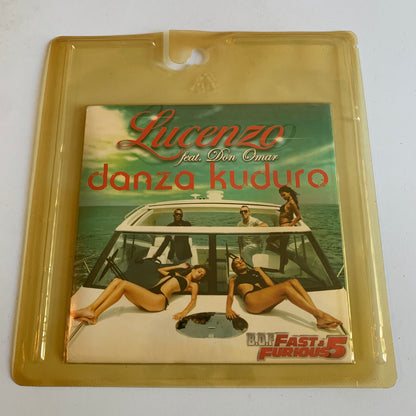 Lucenzo
feat. Don Omar
danza kuduro
B.O.F FAST &
FURIOUS 5